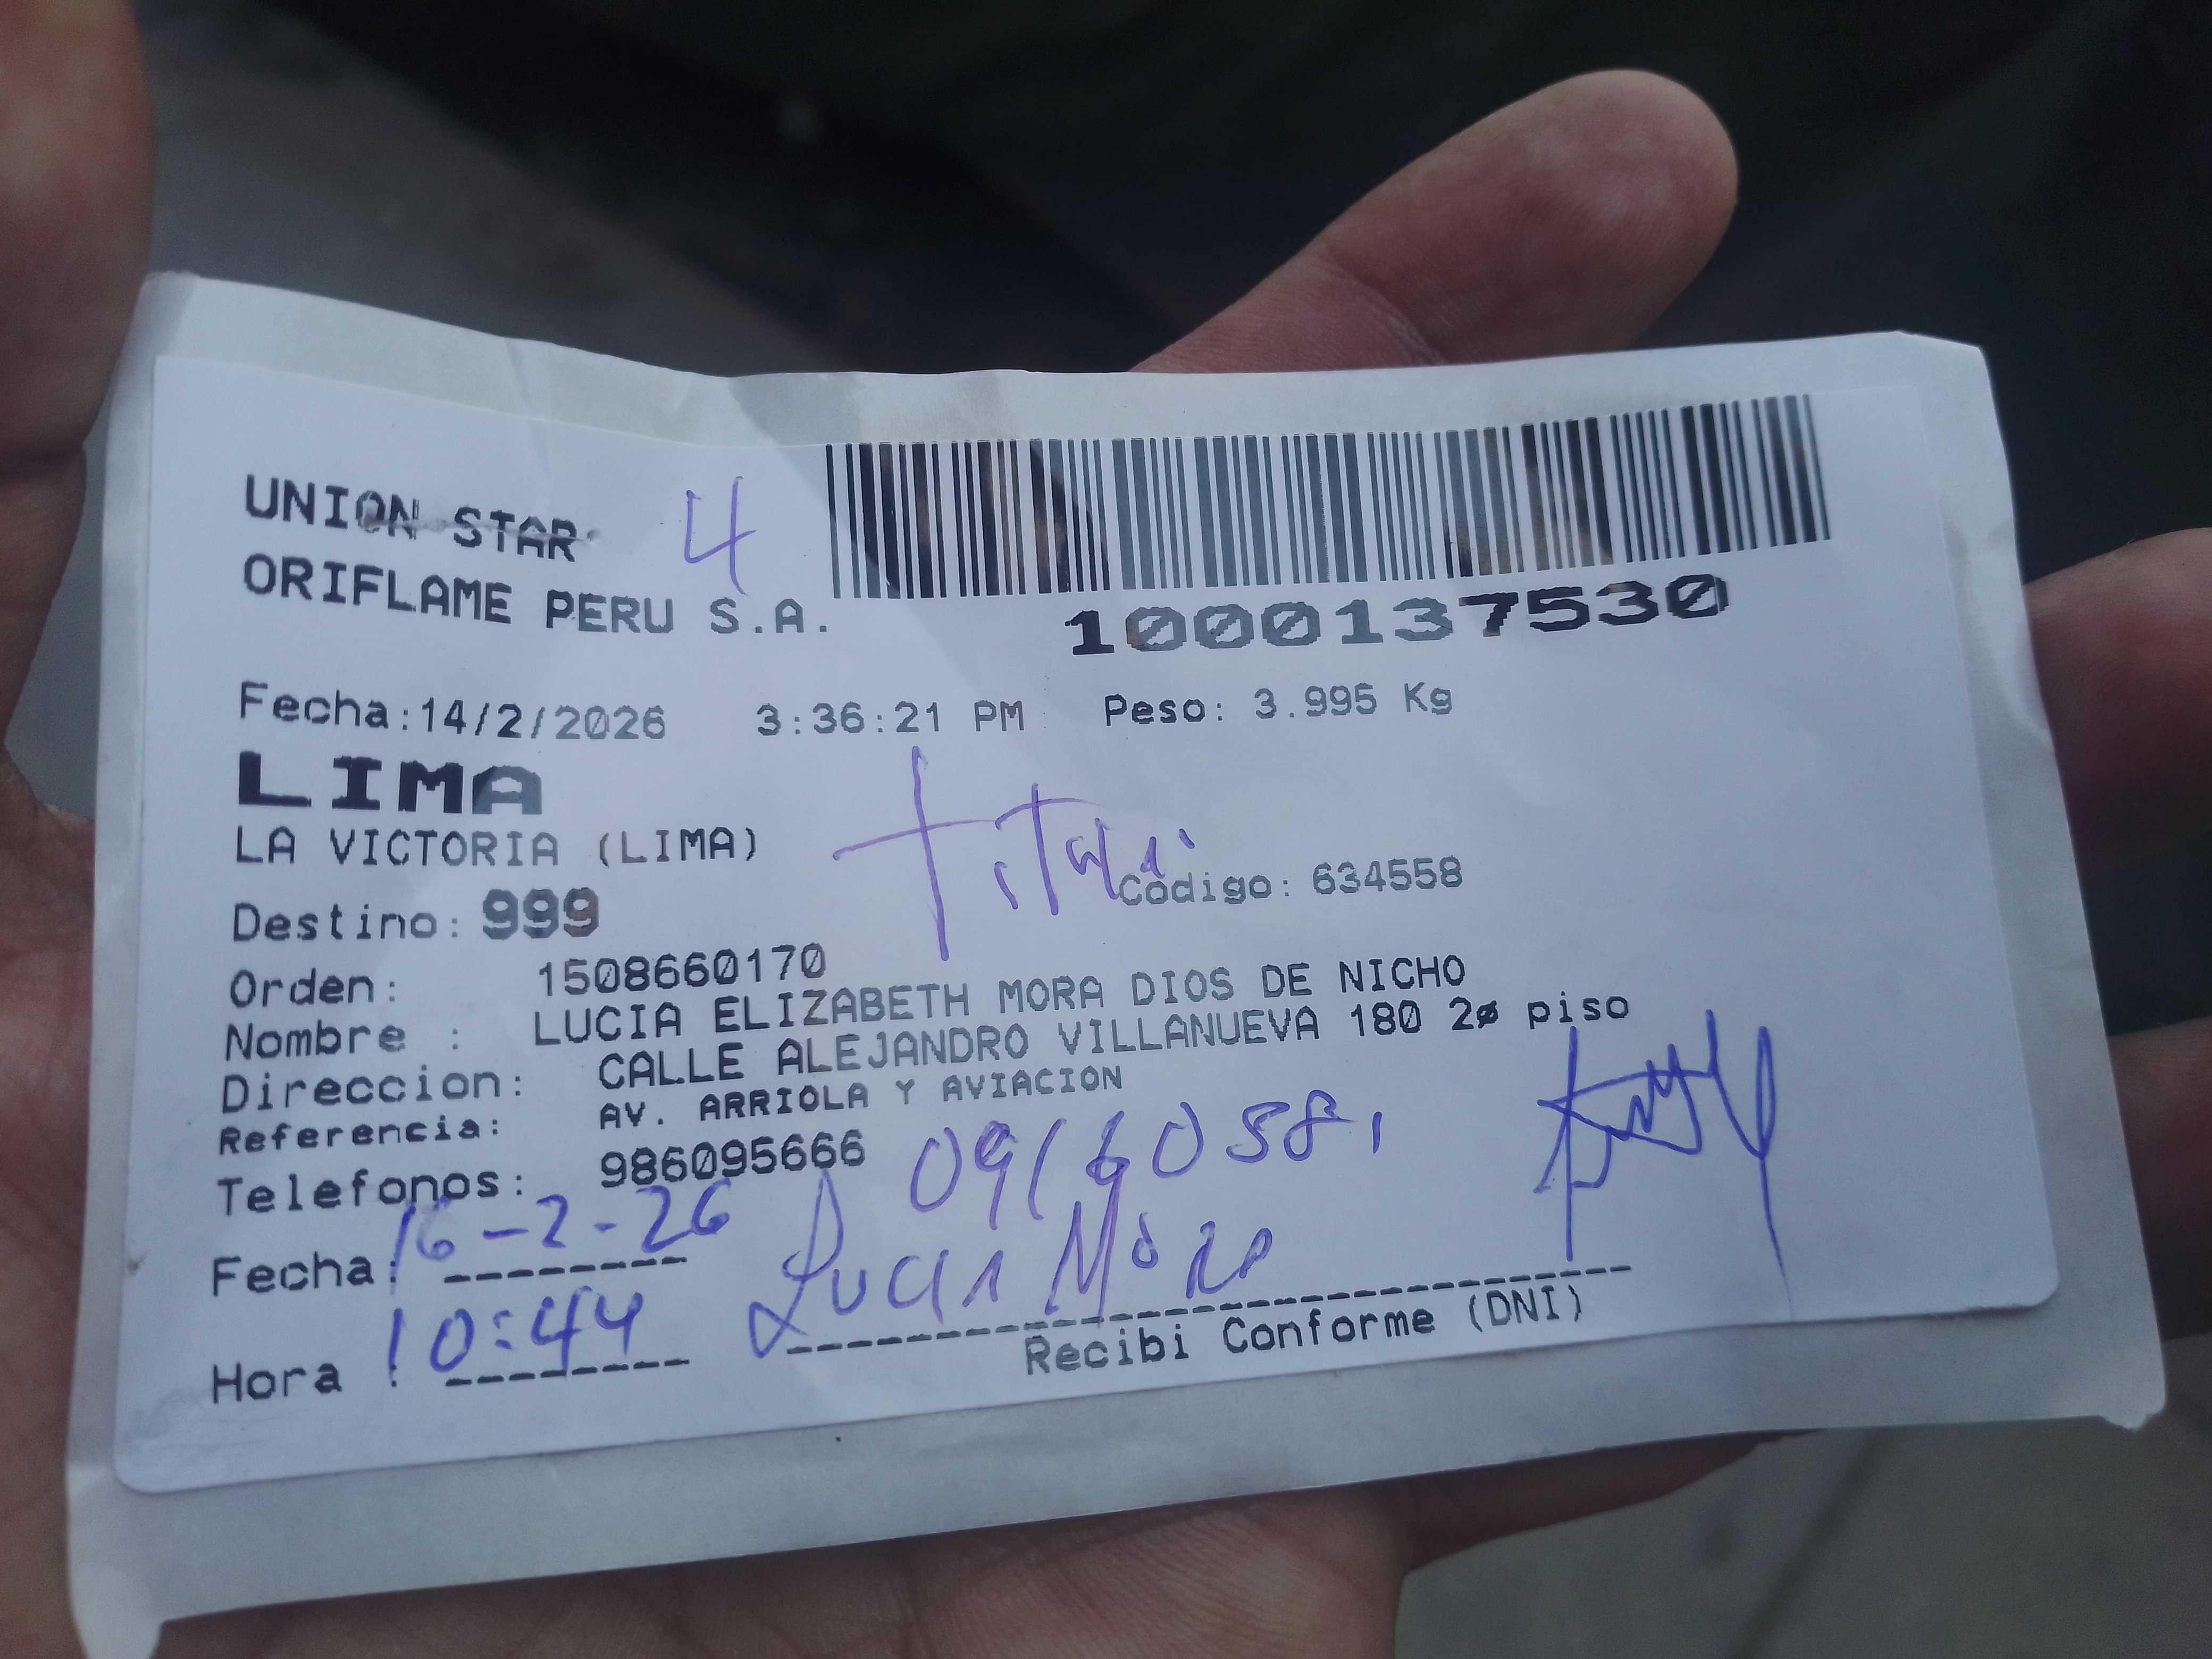 UNION STAR 4
ORIFLAME PERU S.A.
1000137530
Fecha:14/2/2026 3:36:21 PM Peso: 3.995 Kg
LIMA
LA VICTORIA (LIMA)
Titular
Destino: 999 Codigo: 634558
Orden: 1508660170
Nombre : LUCIA ELIZABETH MORA DIOS DE NICHO
Direccion: CALLE ALEJANDRO VILLANUEVA 180 2ø piso
Referencia: AV. ARRIOLA Y AVIACION
Telefonos: 986095666
Fecha: 16-2-26
Lucia Mora
Hora : 10:44
Recibi Conforme (DNI)